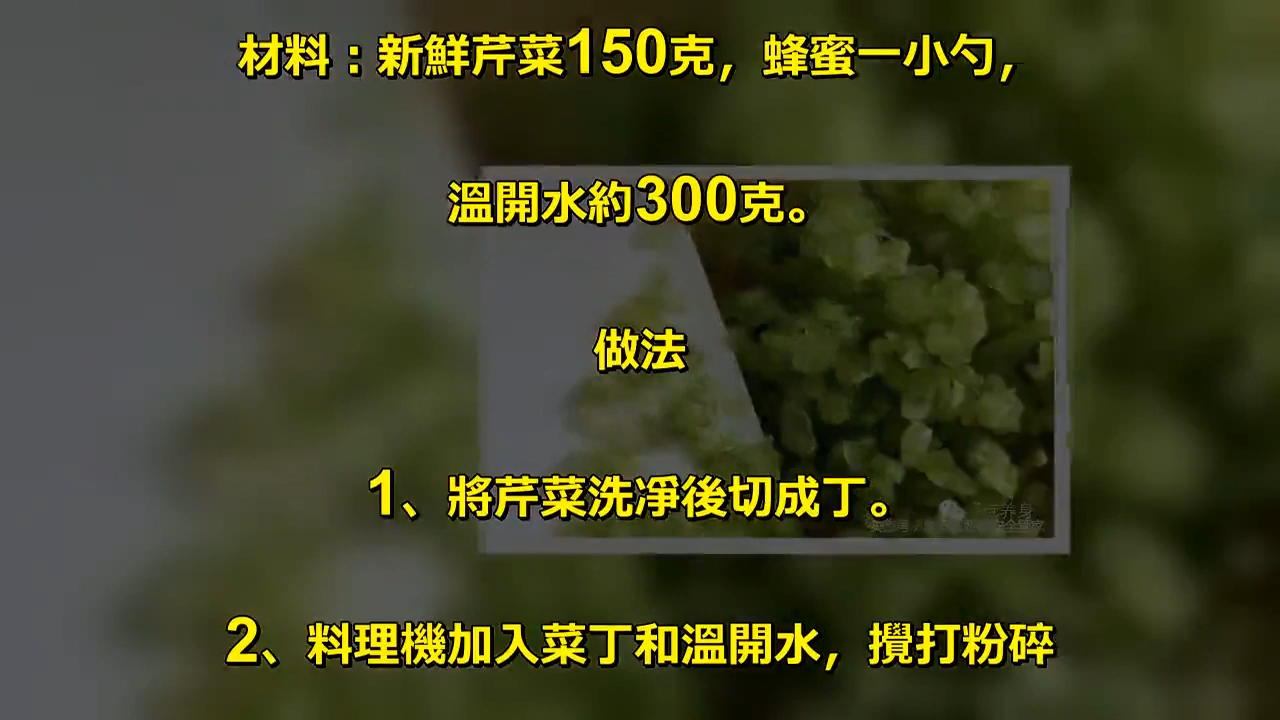 材料：新鮮芹菜150克，蜂蜜一小勺，
溫開水約300克。
做法
1、將芹菜洗凈後切成丁。
2、料理機加入菜丁和溫開水，攪打粉碎